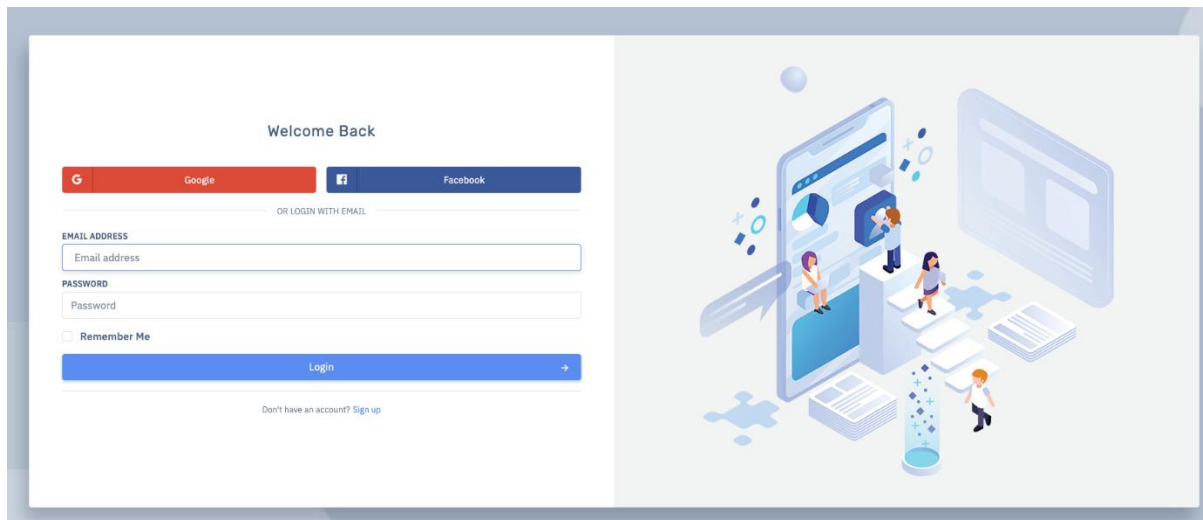 Welcome Back
G Google
f Facebook
OR LOGIN WITH EMAIL
EMAIL ADDRESS
Email address
PASSWORD
Password
Remember Me
Login →
Don't have an account? Sign up